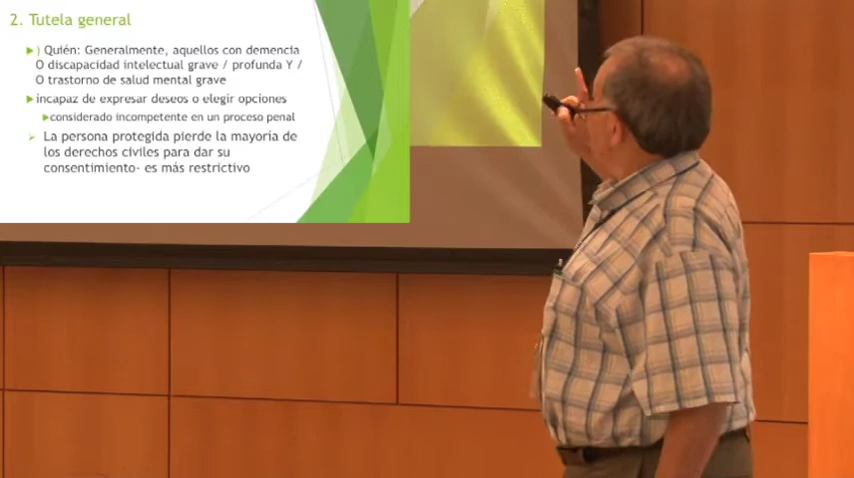 2. Tutela general
) Quién: Generalmente, aquellos con demencia
O discapacidad intelectual grave / profunda Y /
O trastorno de salud mental grave
incapaz de expresar deseos o elegir opciones
considerado incompetente en un proceso penal
La persona protegida pierde la mayoría de
los derechos civiles para dar su
consentimiento- es más restrictivo